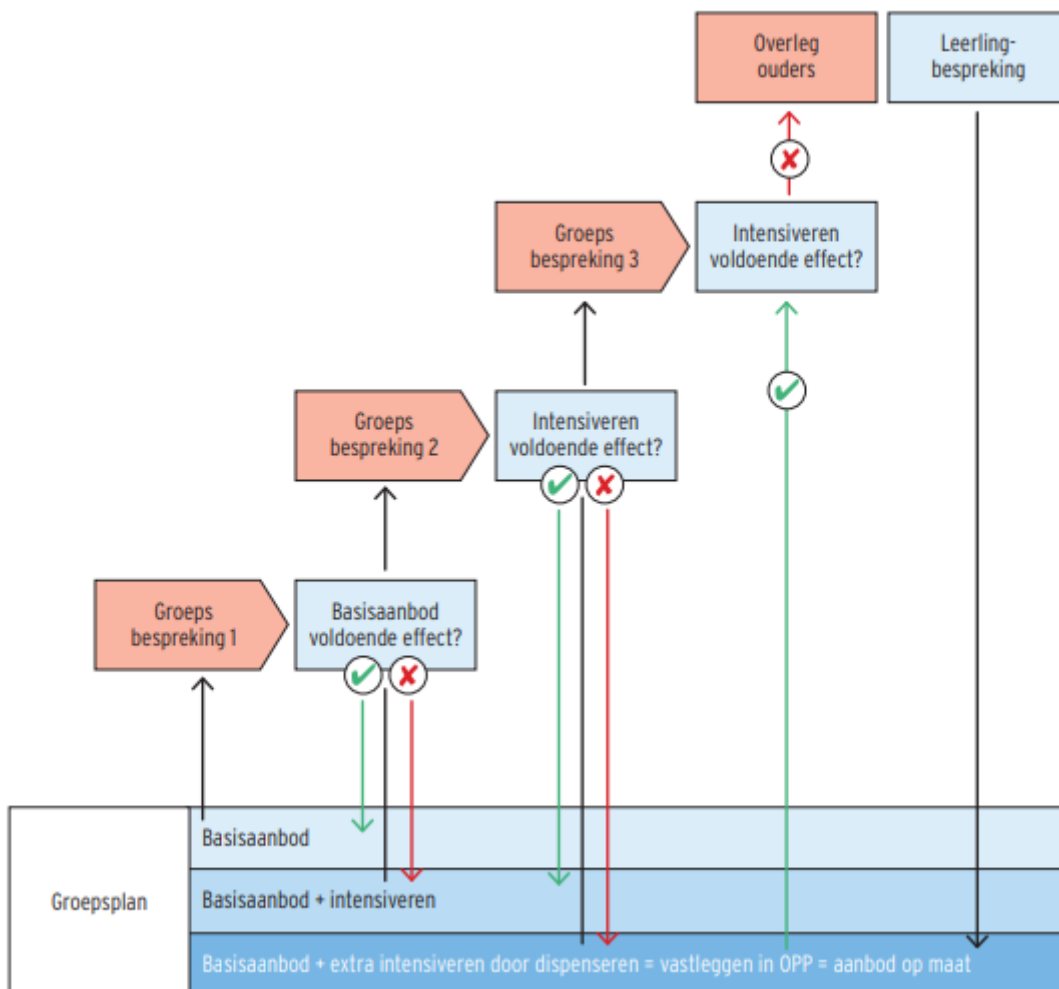 Overleg
ouders
Leerling-
bespreking
Groeps
bespreking 3
Intensiveren
voldoende effect?
Groeps
bespreking 2
Intensiveren
voldoende effect?
Groeps
bespreking 1
Basisaanbod
voldoende effect?
Groepsplan
Basisaanbod
Basisaanbod + intensiveren
Basisaanbod + extra intensiveren door dispenseren = vastleggen in OPP = aanbod op maat